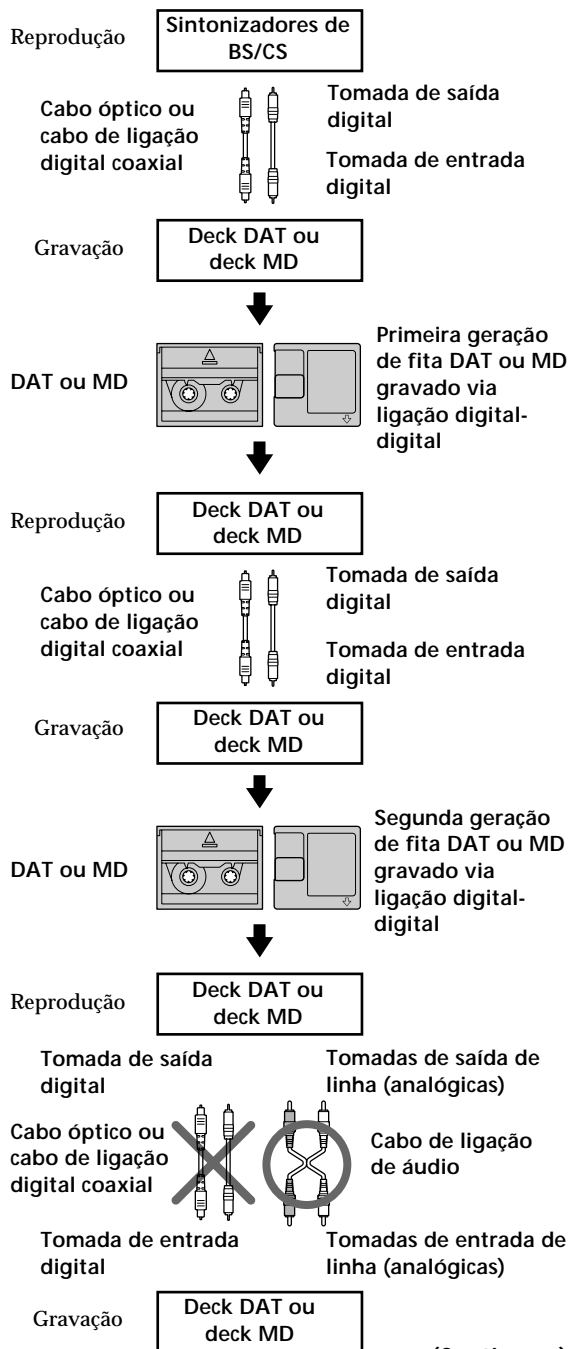 Reprodução
Sintonizadores de
BS/CS
Cabo óptico ou
cabo de ligação
digital coaxial
Tomada de saída
digital
Tomada de entrada
digital
Gravação
Deck DAT ou
deck MD
DAT ou MD
Primeira geração
de fita DAT ou MD
gravado via
ligação digital-
digital
Reprodução
Deck DAT ou
deck MD
Cabo óptico ou
cabo de ligação
digital coaxial
Tomada de saída
digital
Tomada de entrada
digital
Gravação
Deck DAT ou
deck MD
DAT ou MD
Segunda geração
de fita DAT ou MD
gravado via
ligação digital-
digital
Reprodução
Deck DAT ou
deck MD
Tomada de saída
digital
Tomadas de saída de
linha (analógicas)
Cabo óptico ou
cabo de ligação
digital coaxial
Cabo de ligação
de áudio
Tomada de entrada
digital
Tomadas de entrada de
linha (analógicas)
Gravação
Deck DAT ou
deck MD